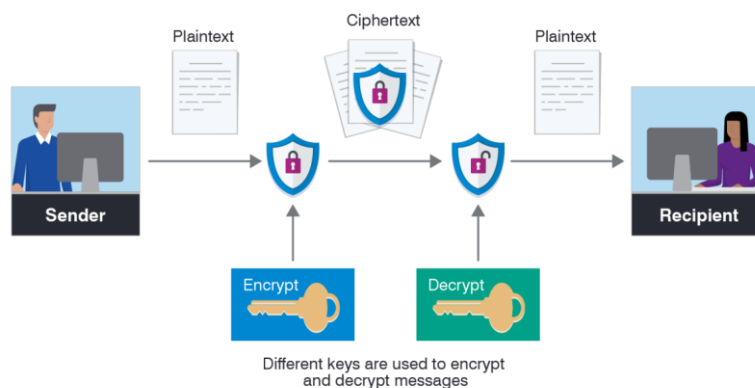 Ciphertext
Plaintext
Plaintext
Sender
Recipient
Encrypt
Decrypt
Different keys are used to encrypt
and decrypt messages